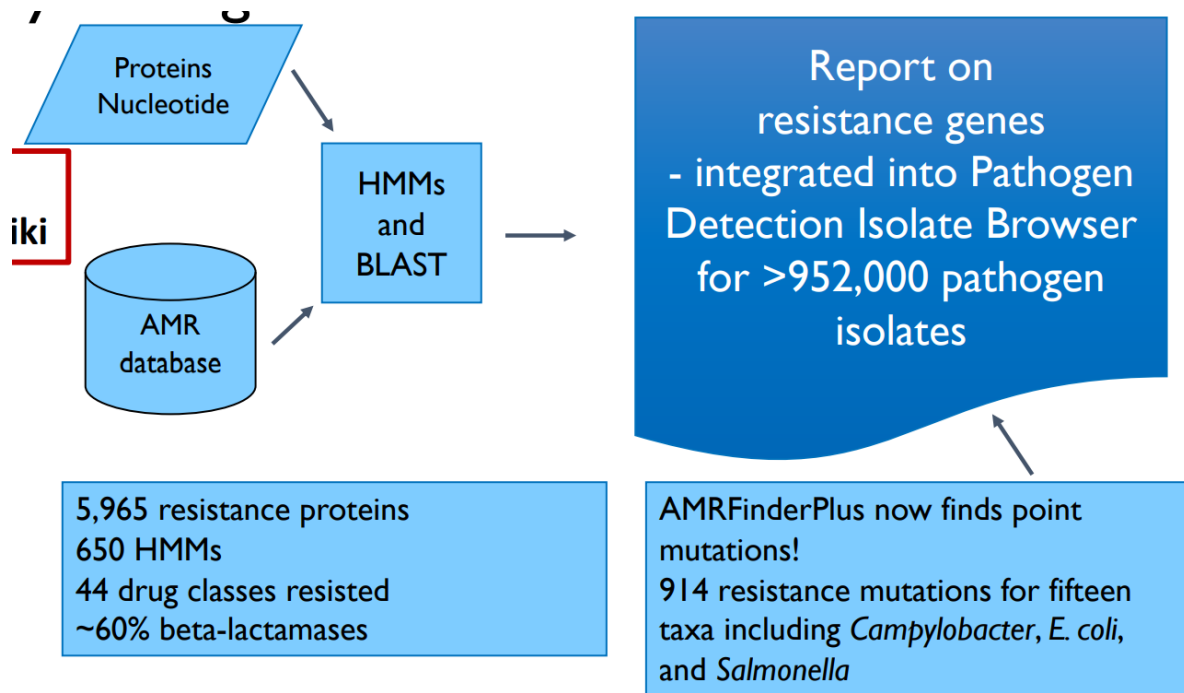 Proteins
Nucleotide
iki
HMMs
and
BLAST
AMR
database
Report on
resistance genes
- integrated into Pathogen
Detection Isolate Browser
for >952,000 pathogen
isolates
5,965 resistance proteins
650 HMMs
44 drug classes resisted
~60% beta-lactamases
AMRFinderPlus now finds point
mutations!
914 resistance mutations for fifteen
taxa including Campylobacter, E. coli,
and Salmonella